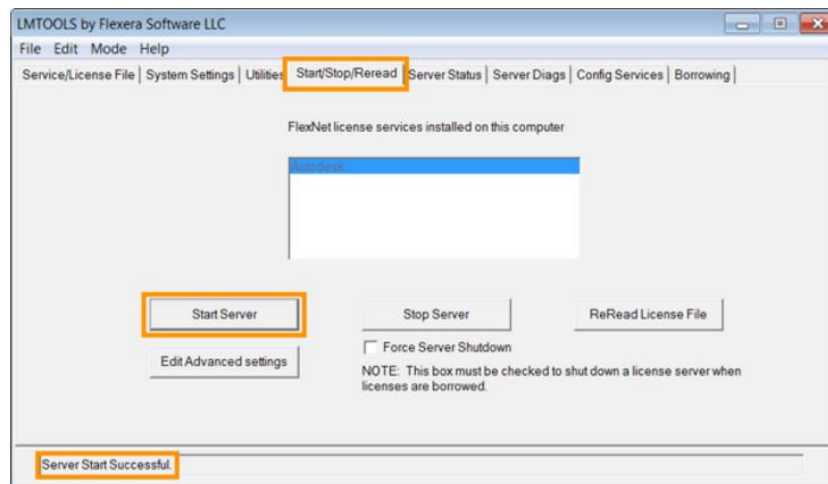 LMTOOLS by Flexera Software LLC
File Edit Mode Help
Service/License File System Settings Utilities Start/Stop/Reread Server Status Server Diags Config Services Borrowing
FlexNet license services installed on this computer
Autodesk
Start Server Stop Server ReRead License File
Edit Advanced settings
Force Server Shutdown
NOTE: This box must be checked to shut down a license server when
licenses are borrowed.
Server Start Successful.